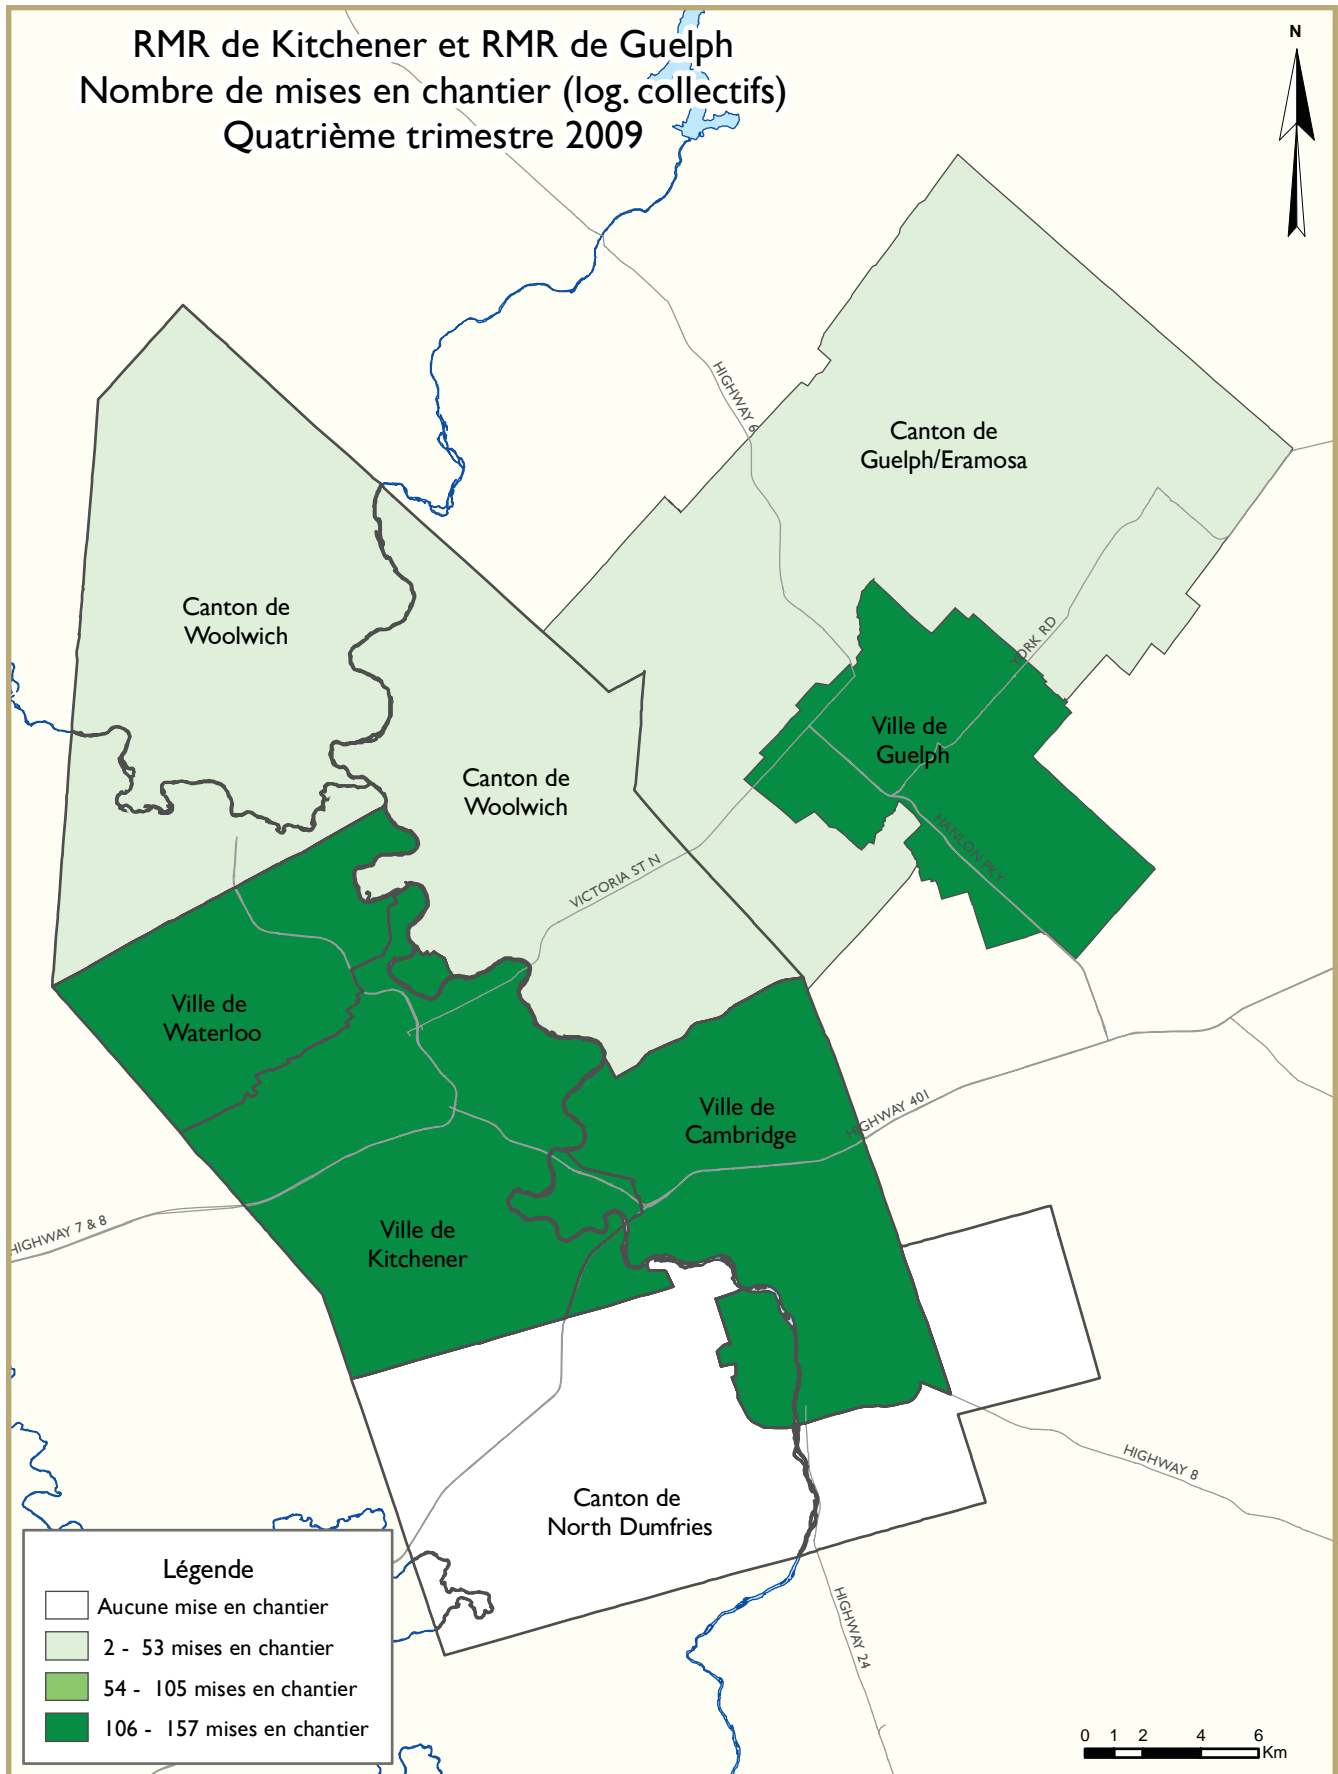 RMR de Kitchener et RMR de Guelph
Nombre de mises en chantier (log. collectifs)
Quatrième trimestre 2009
N
HIGHWAY 6
Canton de
Guelph/Eramosa
Canton de
Woolwich
YORK RD
Ville de
Guelph
Canton de
Woolwich
HANLON PKY
VICTORIA ST N
Ville de
Waterloo
Ville de
Cambridge
HIGHWAY 401
HIGHWAY 7 & 8
Ville de
Kitchener
HIGHWAY 8
Canton de
North Dumfries
HIGHWAY 24
Légende
Aucune mise en chantier
2 - 53 mises en chantier
54 - 105 mises en chantier
106 - 157 mises en chantier
0 1 2 4 6
Km